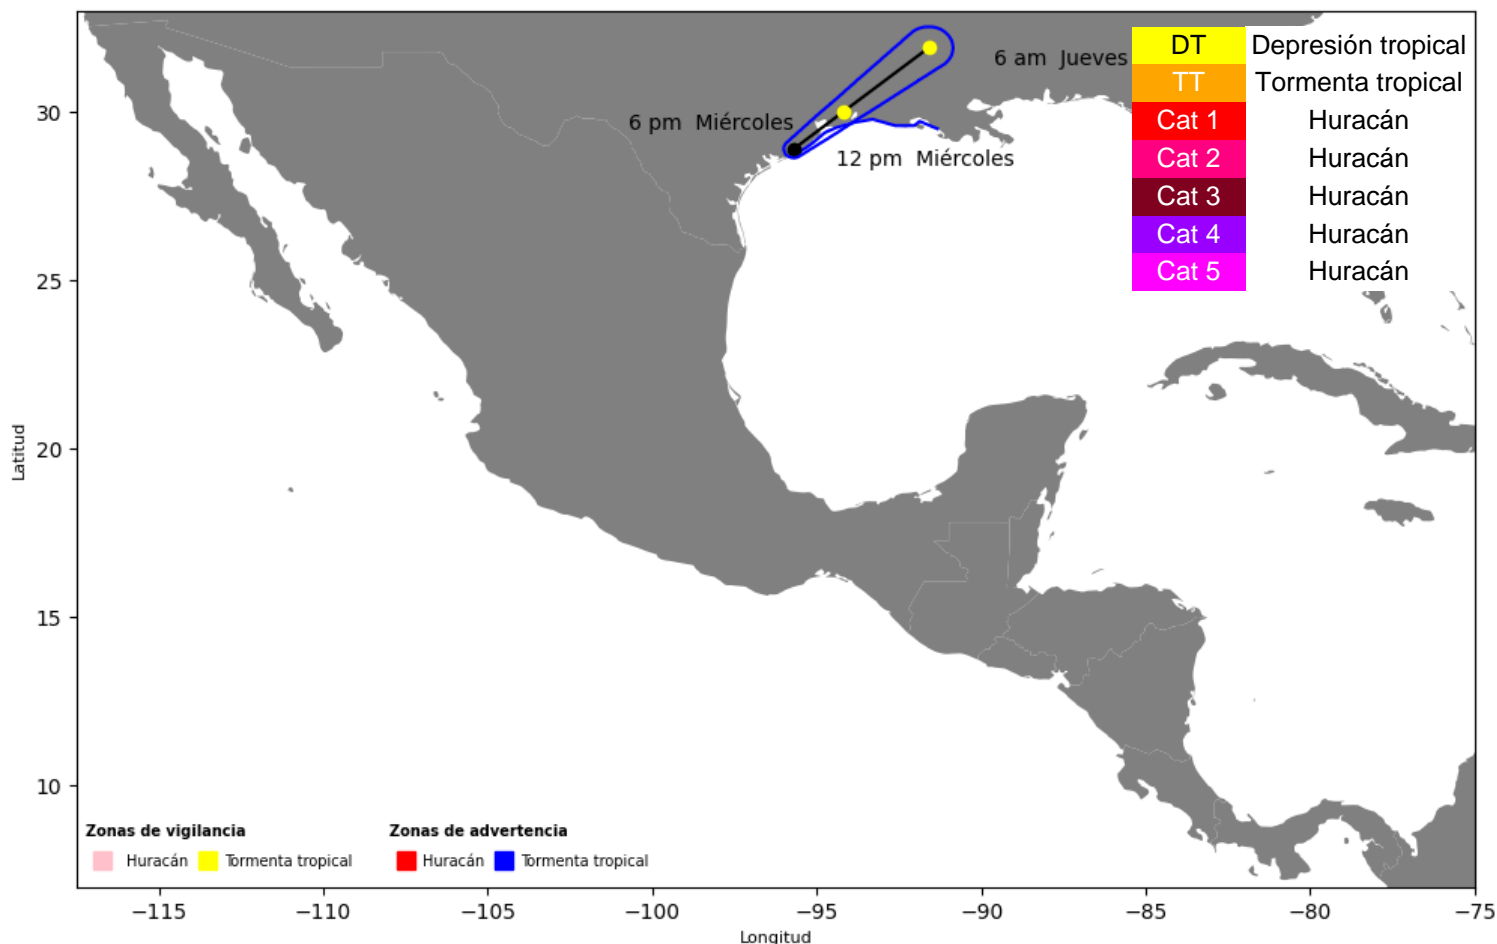 6 am  Jueves
6 pm  Miércoles
12 pm  Miércoles
DT Depresión tropical
TT Tormenta tropical
Cat 1 Huracán
Cat 2 Huracán
Cat 3 Huracán
Cat 4 Huracán
Cat 5 Huracán
30
25
20
15
10
Latitud
Zonas de vigilancia
Huracán Tormenta tropical
Zonas de advertencia
Huracán Tormenta tropical
−115 −110 −105 −100 −95 −90 −85 −80 −75
Longitud